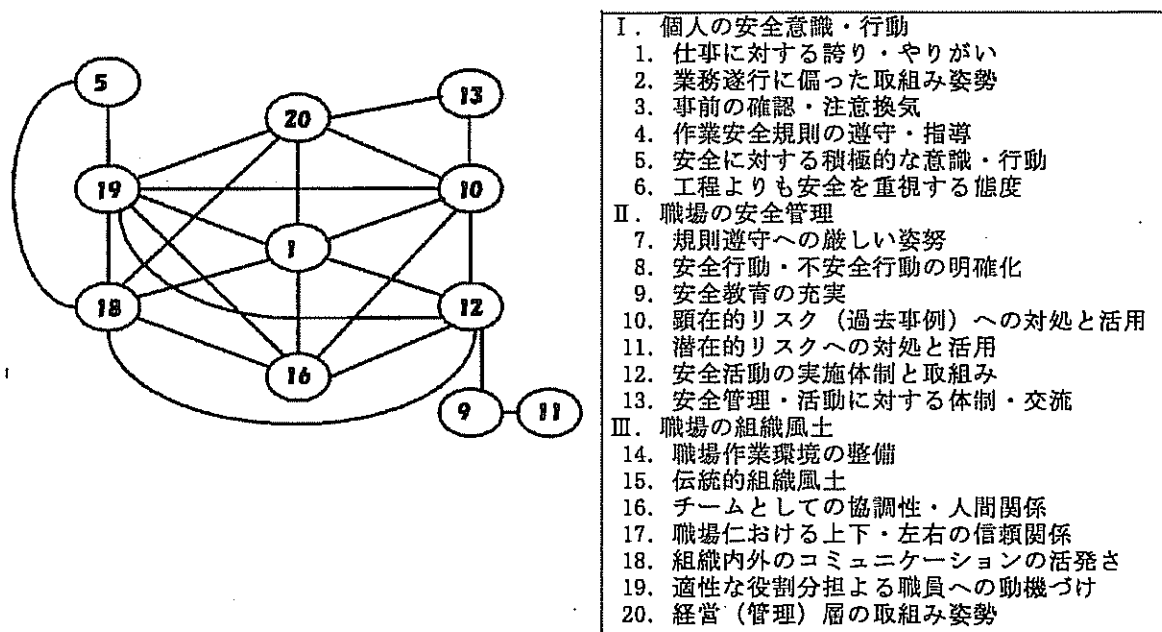 5
13
20
19
10
1
18
12
16
9
11
I. 個人の安全意識・行動
1. 仕事に対する誇り・やりがい
2. 業務遂行に偏った取組み姿勢
3. 事前の確認・注意換気
4. 作業安全規則の遵守・指導
5. 安全に対する積極的な意識・行動
6. 工程よりも安全を重視する態度
Ⅱ. 職場の安全管理
7. 規則遵守への厳しい姿努
8. 安全行動・不安全行動の明確化
9. 安全教育の充実
10. 顕在的リスク(過去事例)への対処と活用
11. 潜在的リスクへの対処と活用
12. 安全活動の実施体制と取組み
13. 安全管理・活動に対する体制・交流
Ⅲ. 職場の組織風土
14. 職場作業環境の整備
15. 伝統的組織風土
16. チームとしての協調性・人間関係
17. 職場仁おける上下・左右の信頼関係
18. 組織内外のコミュニケーションの活発さ
19. 適性な役割分担よる職員への動機づけ
20. 経営(管理)層の取組み姿勢